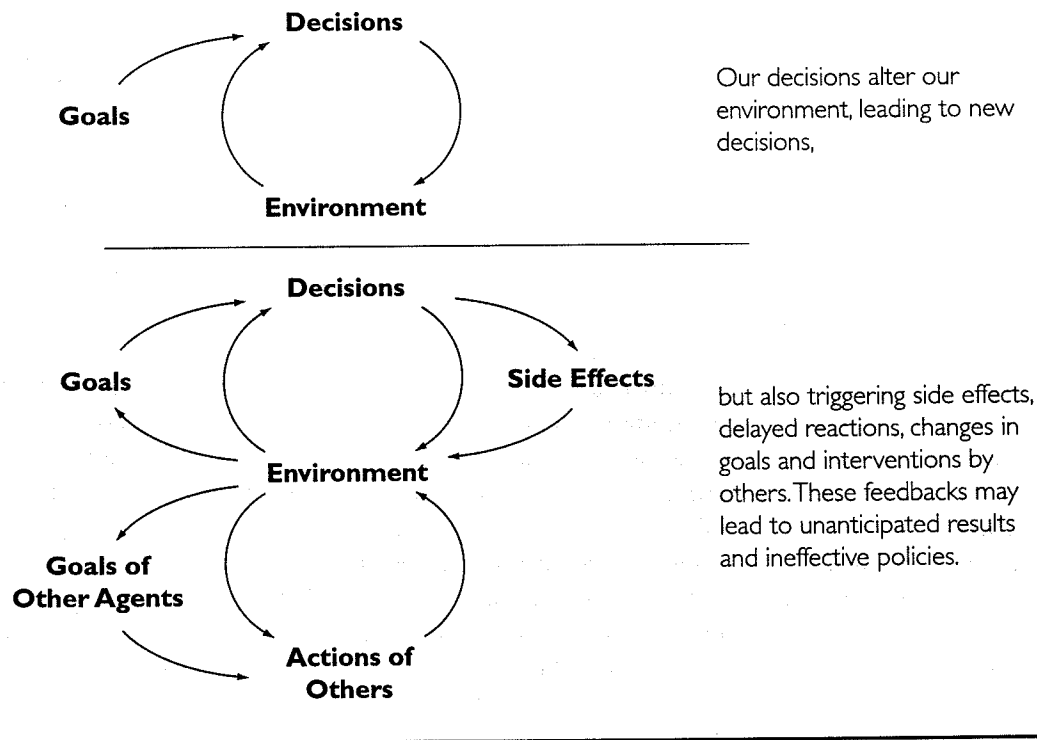 Decisions
Goals
Environment
Our decisions alter our
environment, leading to new
decisions,
Decisions
Goals
Side Effects
Environment
Goals of
Other Agents
Actions of
Others
but also triggering side effects,
delayed reactions, changes in
goals and interventions by
others. These feedbacks may
lead to unanticipated results
and ineffective policies.